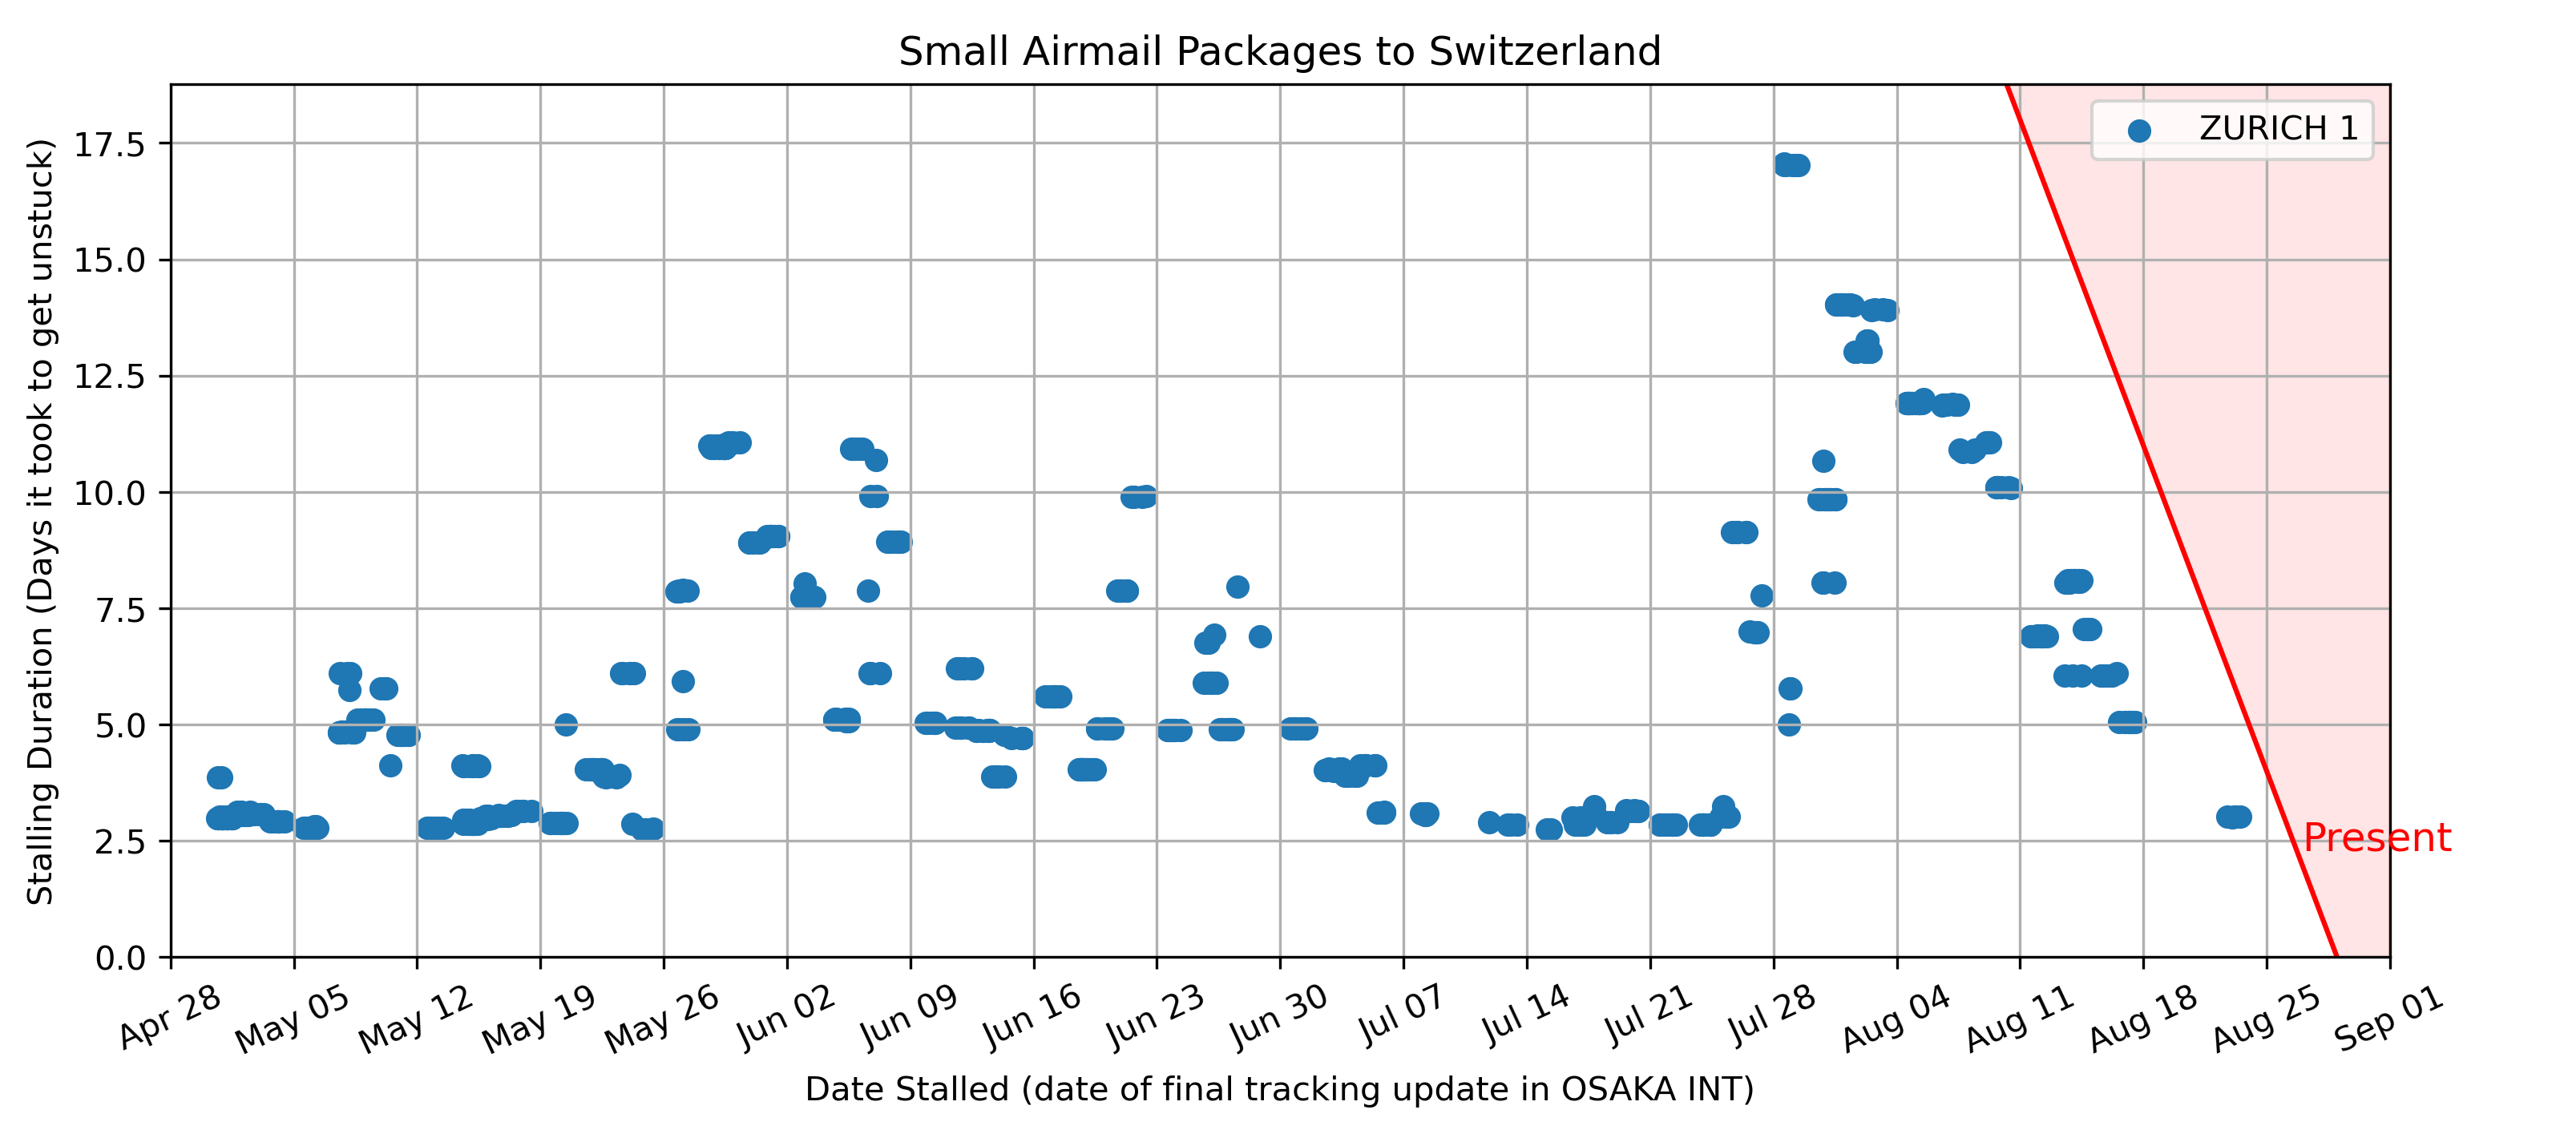 Small Airmail Packages to Switzerland
Stalling Duration (Days it took to get unstuck)
17.5
15.0
12.5
10.0
7.5
5.0
2.5
0.0
ZURICH 1
Present
Apr 28 May 05 May 12 May 19 May 26 Jun 02 Jun 09 Jun 16 Jun 23 Jun 30 Jul 07 Jul 14 Jul 21 Jul 28 Aug 04 Aug 11 Aug 18 Aug 25 Sep 01
Date Stalled (date of final tracking update in OSAKA INT)